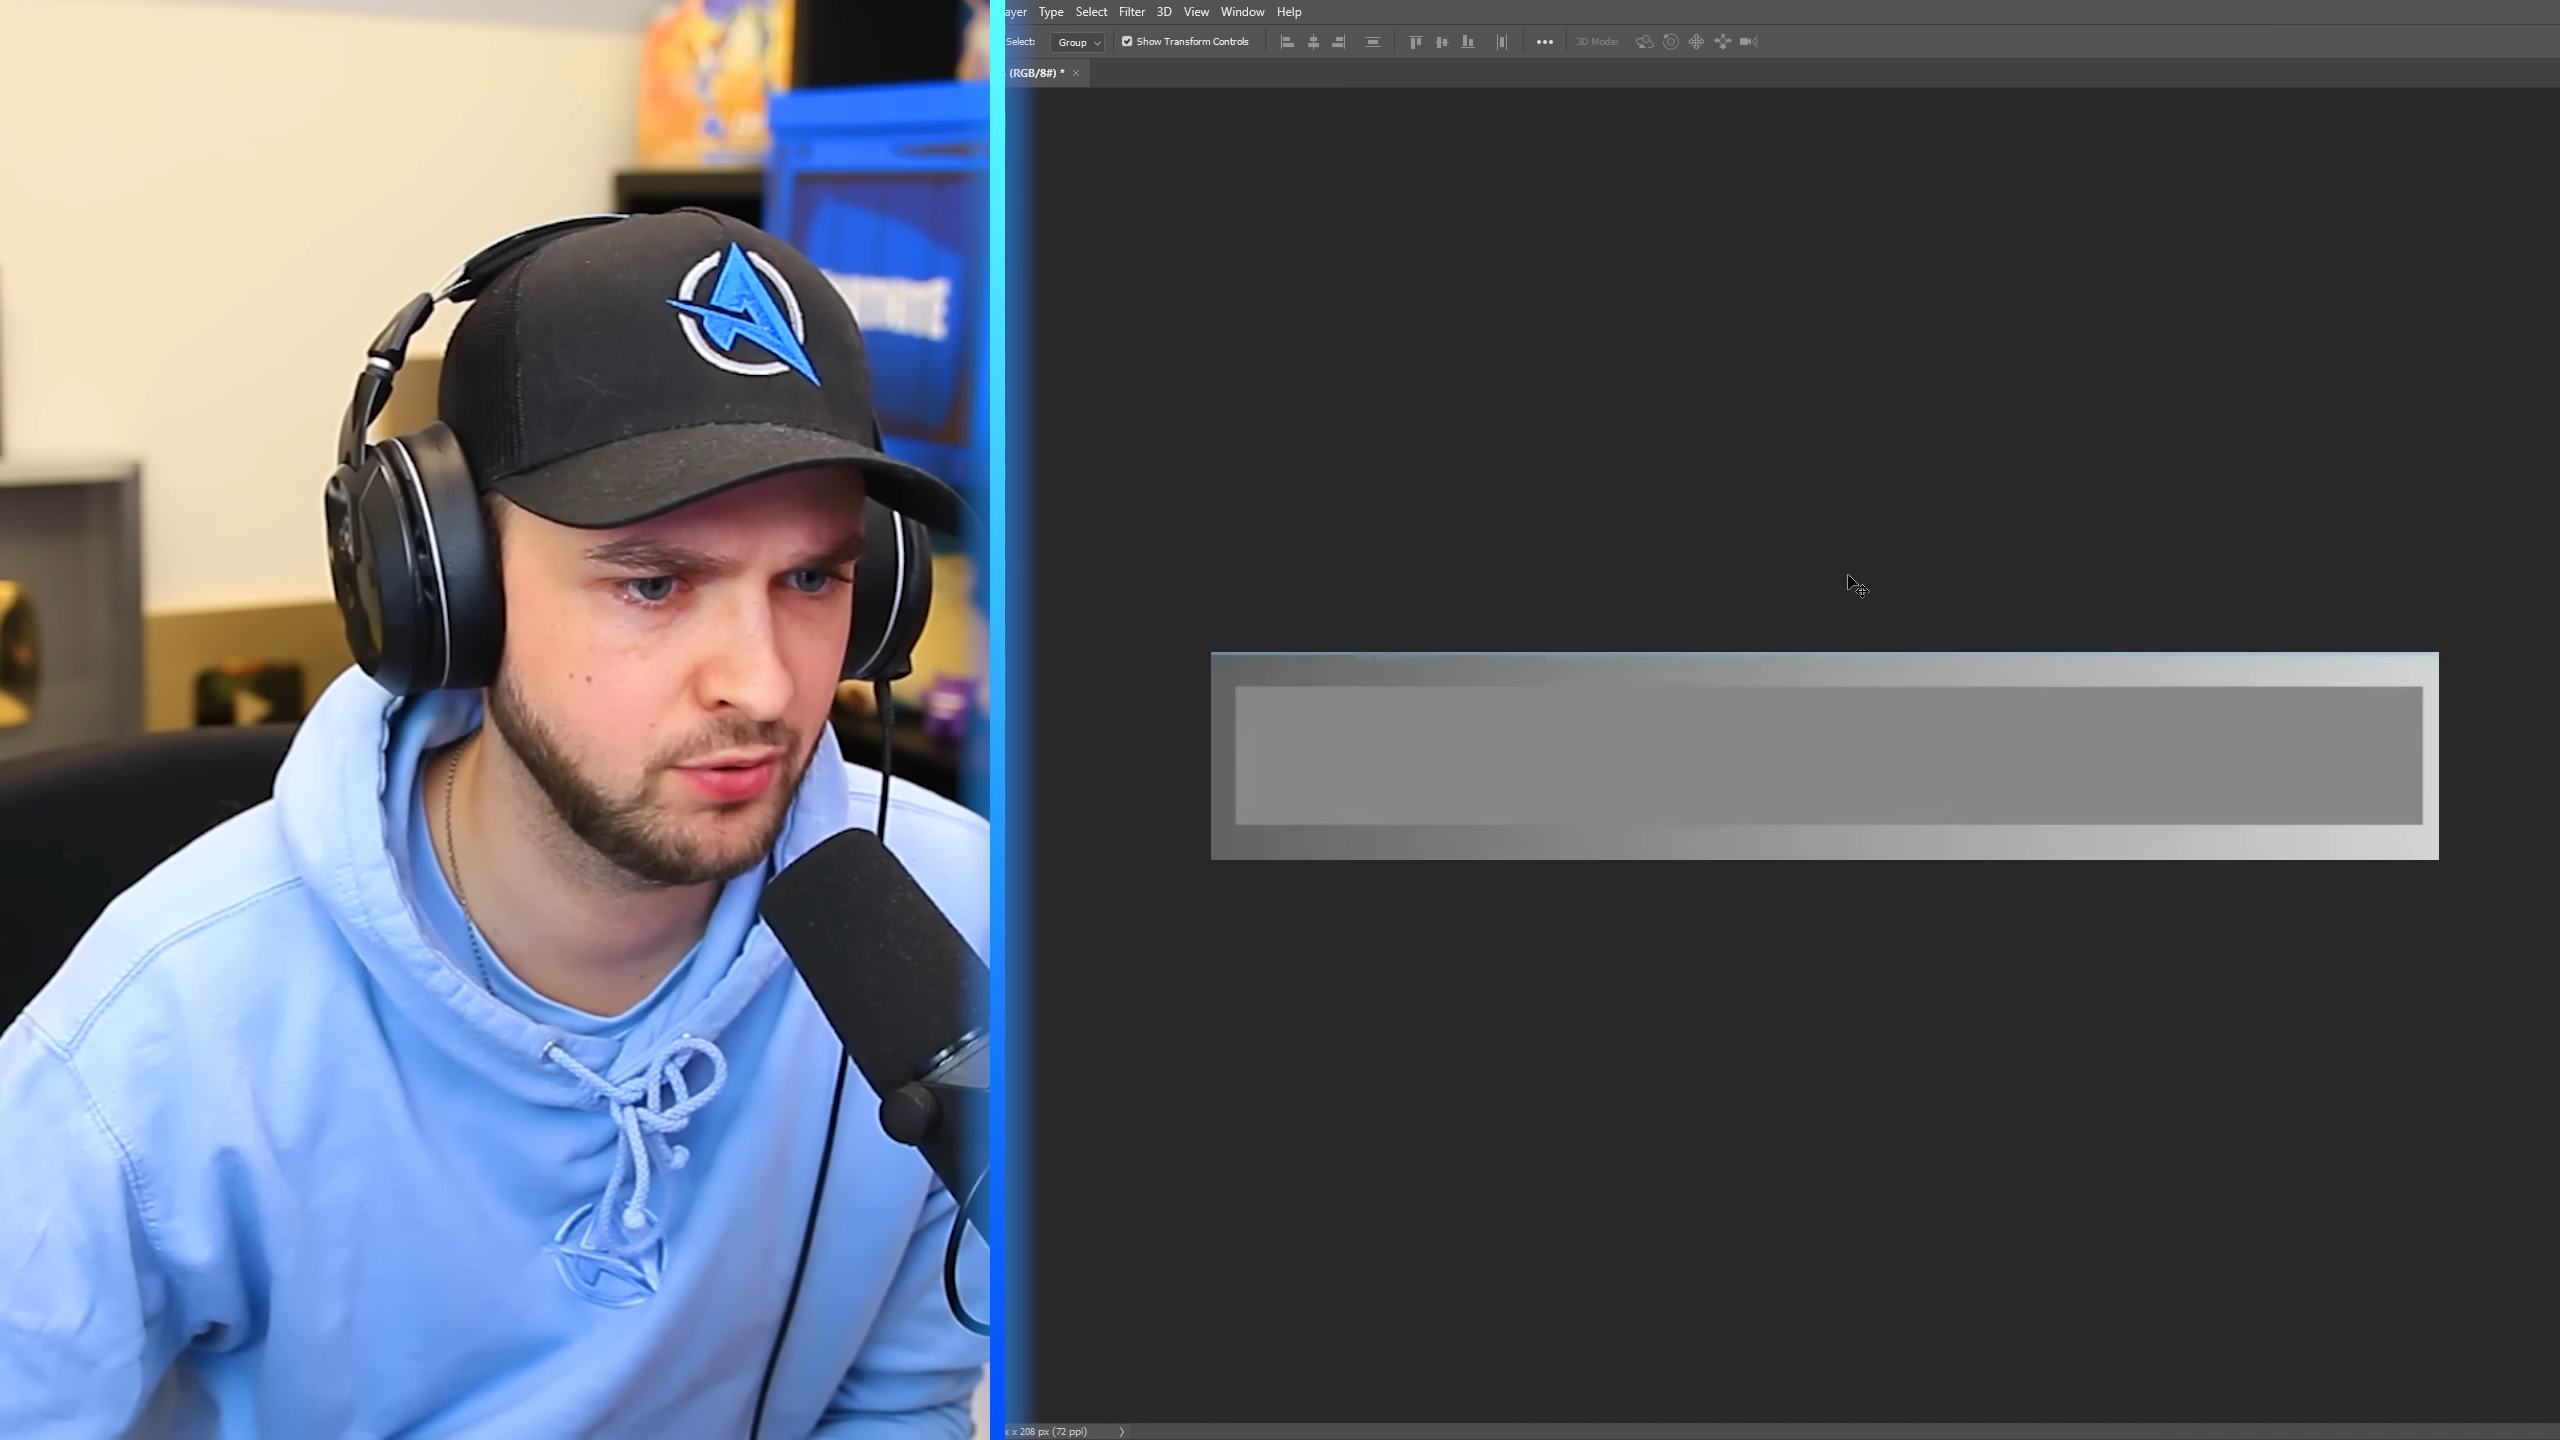 ayer Type Select Filter 3D View Window Help
Select: Group Show Transform Controls ••• 3D Mode:
(RGB/8#) * ×
x 208 px (72 ppi)